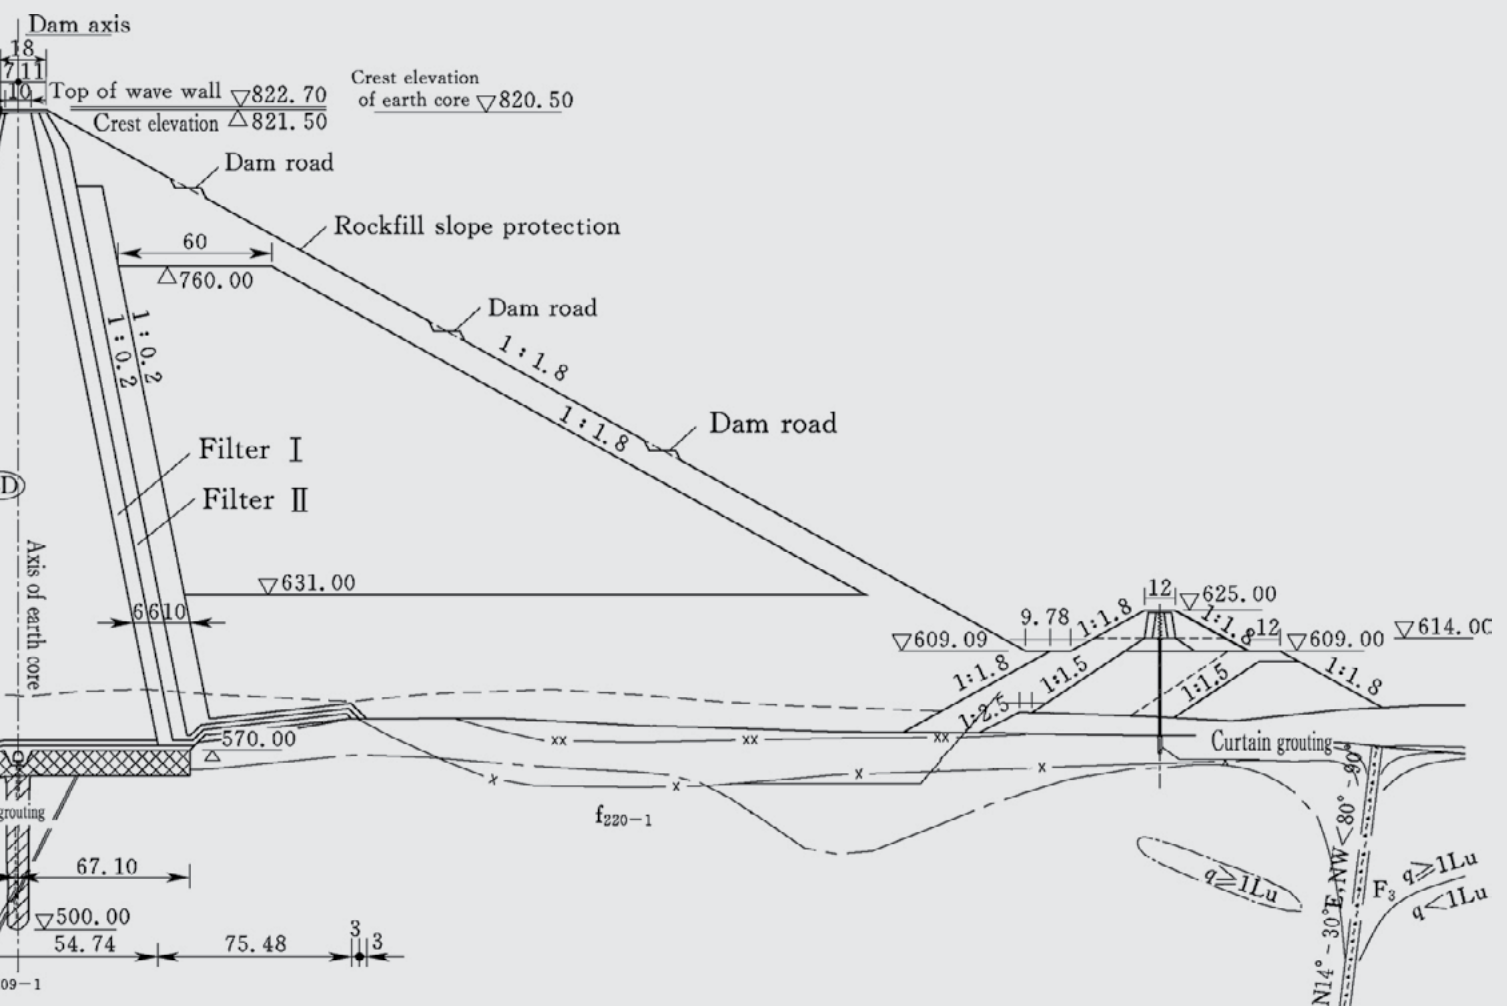 Dam axis
18
7 11
10
Top of wave wall ▽822.70
Crest elevation △821.50
Crest elevation
of earth core ▽820.50
Dam road
Rockfill slope protection
60
△760.00
Dam road
1:1.8
1:1.8
Dam road
1:0.2
1:0.2
Filter Ⅰ
Filter Ⅱ
D
Axis of earth core
▽631.00
6 6 10
12
▽625.00
9.78
1:1.8
1:1.8
12
▽609.09
▽609.00
▽614.00
1:1.8
1:1.5
1:1.5
1:1.8
1:2.5
570.00
△
xx
xx
xx
x
x
x
x
Curtain grouting
f220-1
grouting
67.10
▽500.00
54.74
75.48
3
3
09-1
q≥1Lu
N14°-30°E,NW<80°-90°
F3
q≥1Lu
q<1Lu